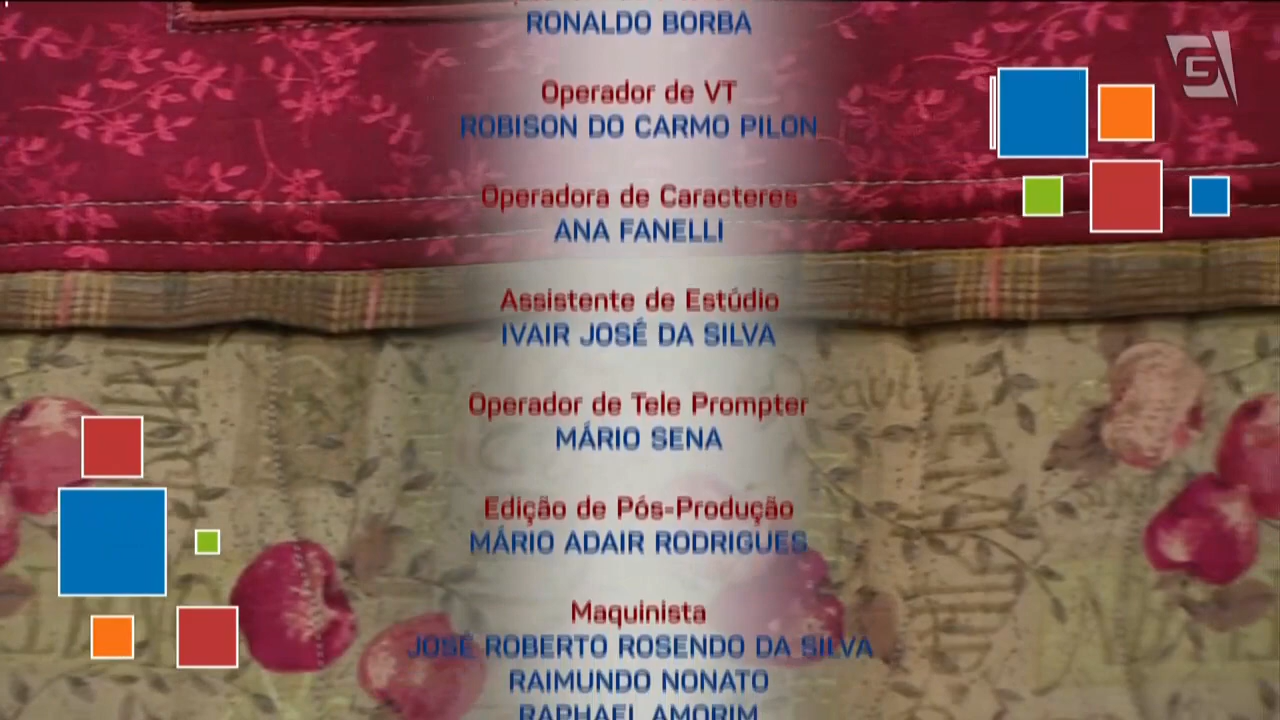 RONALDO BORBA
Operador de VT
ROBISON DO CARMO PILON
Operadora de Caracteres
ANA FANELLI
Assistente de Estúdio
IVAIR JOSÉ DA SILVA
Operador de Tele Prompter
MÁRIO SENA
Edição de Pós-Produção
MÁRIO ADAIR RODRIGUES
Maquinista
JOSÉ ROBERTO ROSENDO DA SILVA
RAIMUNDO NONATO
RAPHAEL AMORIM
Beauty